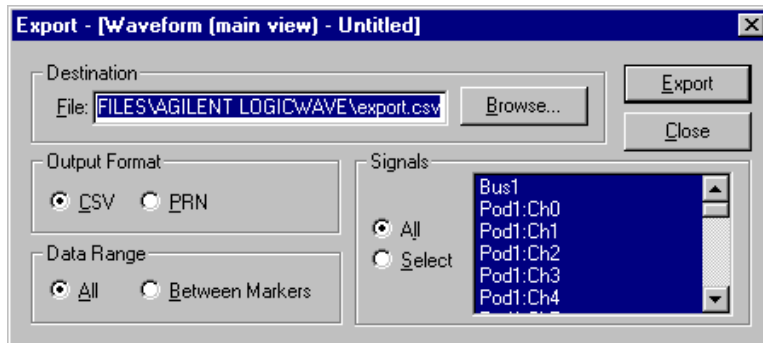 Export - [Waveform (main view) - Untitled]
Destination
File: FILES\AGILENT LOGICWAVE\export.csv
Browse...
Export
Close
Output Format
CSV PRN
Data Range
All Between Markers
Signals
All
Select
Bus1
Pod1:Ch0
Pod1:Ch1
Pod1:Ch2
Pod1:Ch3
Pod1:Ch4